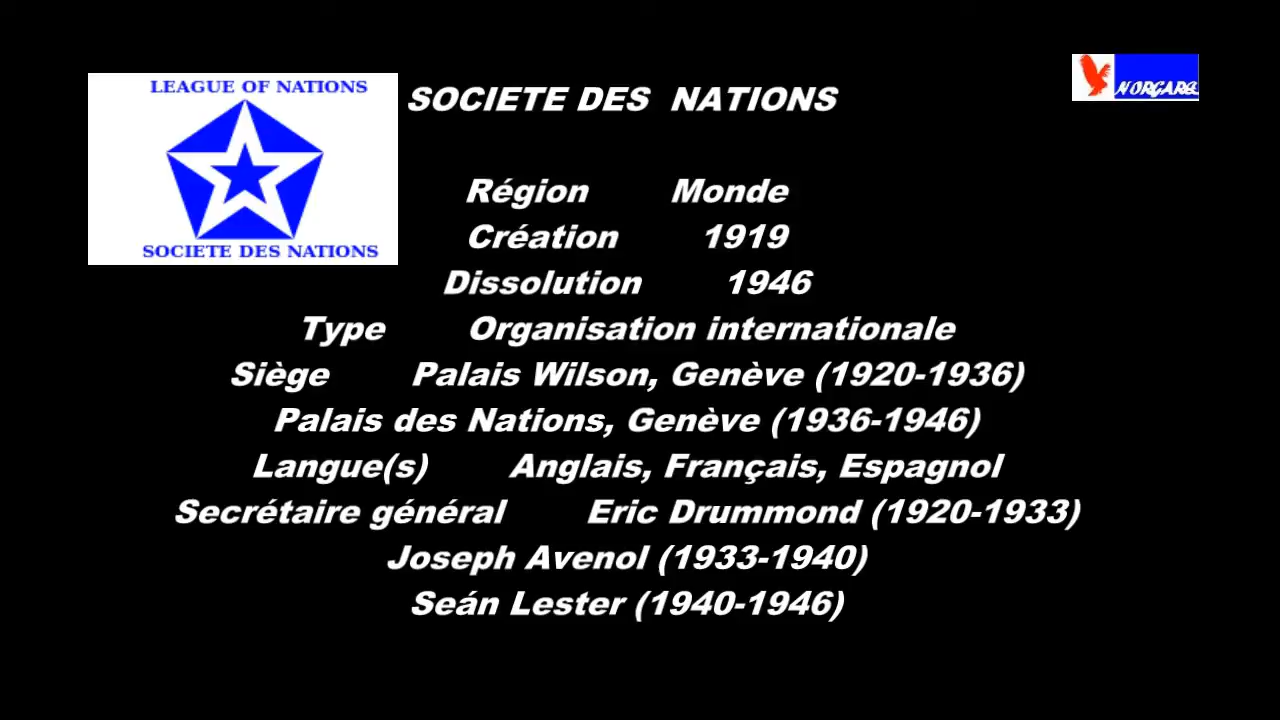 LEAGUE OF NATIONS
SOCIETE DES NATIONS
SOCIETE DES NATIONS
NORGARG
Région Monde
Création 1919
Dissolution 1946
Type Organisation internationale
Siège Palais Wilson, Genève (1920-1936)
Palais des Nations, Genève (1936-1946)
Langue(s) Anglais, Français, Espagnol
Secrétaire général Eric Drummond (1920-1933)
Joseph Avenol (1933-1940)
Seán Lester (1940-1946)